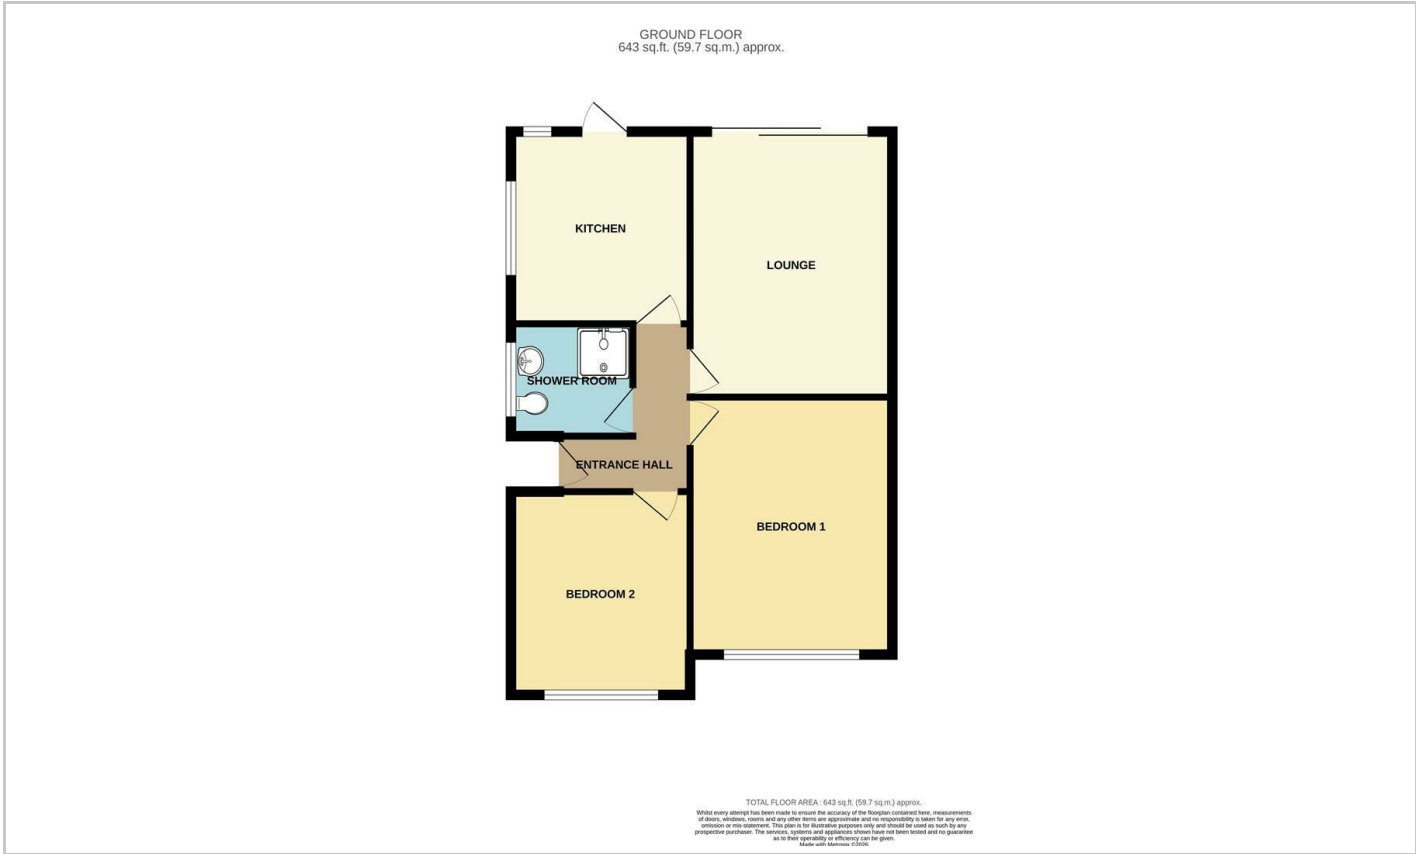 GROUND FLOOR
643 sq.ft. (59.7 sq.m.) approx.
KITCHEN
LOUNGE
SHOWER ROOM
ENTRANCE HALL
BEDROOM 1
BEDROOM 2
TOTAL FLOOR AREA : 643 sq.ft. (59.7 sq.m.) approx.
Whilst every attempt has been made to ensure the accuracy of the floorplan contained here, measurements
of doors, windows, rooms and any other items are approximate and no responsibility is taken for any error,
omission or mis-statement. This plan is for illustrative purposes only and should be used as such by any
prospective purchaser. The services, systems and appliances shown have not been tested and no guarantee
as to their operability or efficiency can be given.
Made with Metropix ©2026